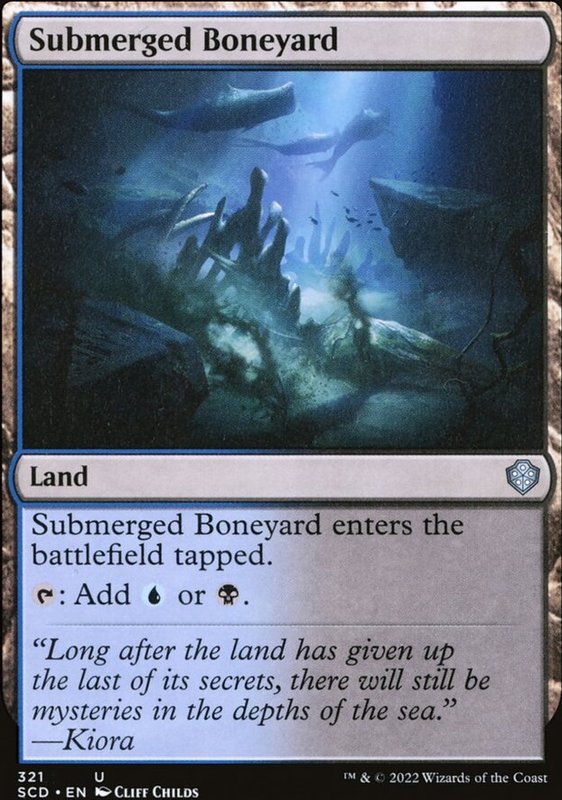 Submerged Boneyard
Land
Submerged Boneyard enters the
battlefield tapped.
: Add or .
“Long after the land has given up
the last of its secrets, there will still be
mysteries in the depths of the sea.”
—Kiora
321 U
SCD • EN Cliff Childs
™ & © 2022 Wizards of the Coast